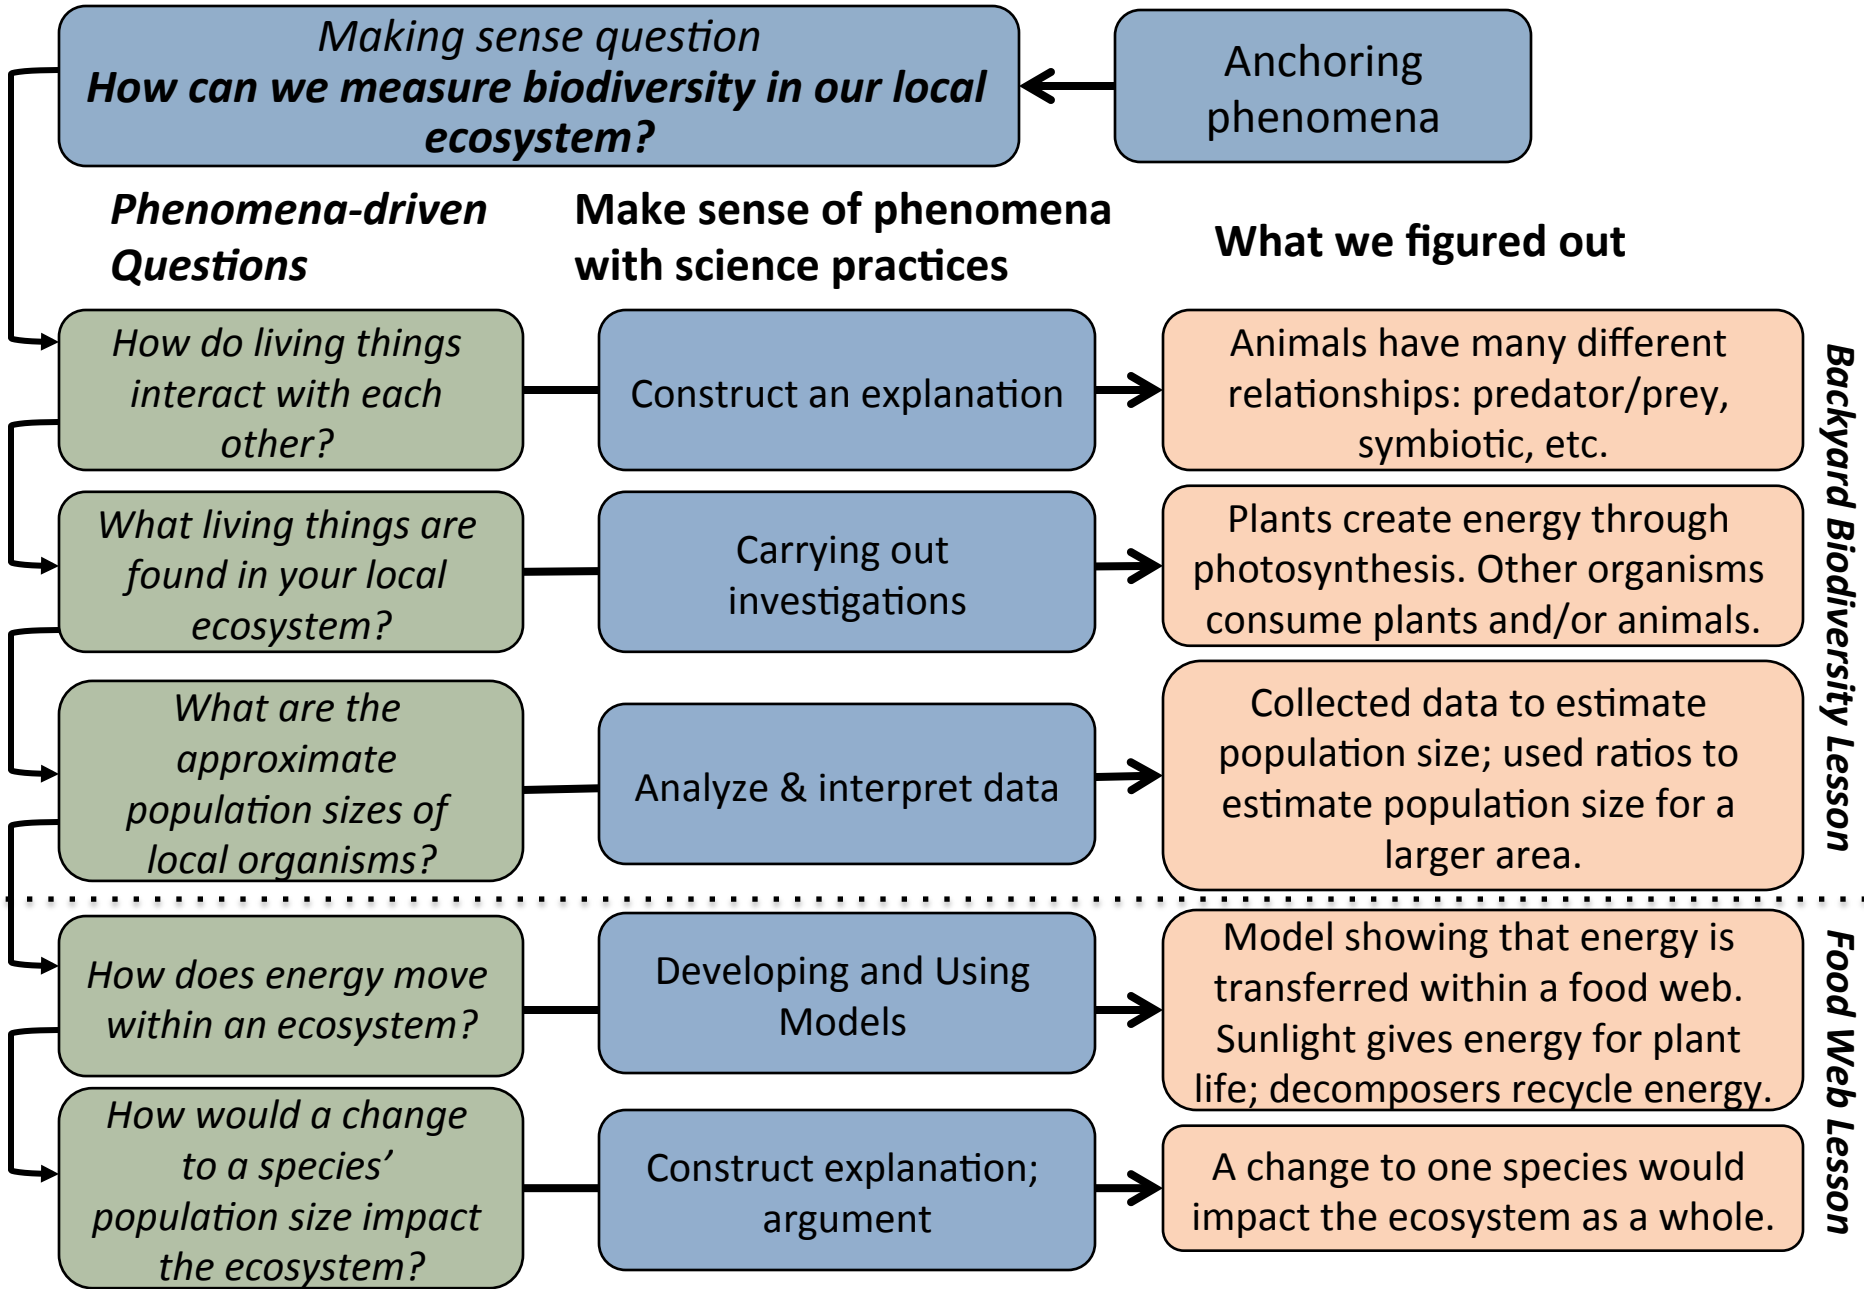 Making sense question
How can we measure biodiversity in our local
ecosystem?
Anchoring
phenomena
Phenomena-driven
Questions
Make sense of phenomena
with science practices
What we figured out
How do living things
interact with each
other?
Construct an explanation
Animals have many different
relationships: predator/prey,
symbiotic, etc.
What living things are
found in your local
ecosystem?
Carrying out
investigations
Plants create energy through
photosynthesis. Other organisms
consume plants and/or animals.
What are the
approximate
population sizes of
local organisms?
Analyze & interpret data
Collected data to estimate
population size; used ratios to
estimate population size for a
larger area.
Backyard Biodiversity Lesson
How does energy move
within an ecosystem?
Developing and Using
Models
Model showing that energy is
transferred within a food web.
Sunlight gives energy for plant
life; decomposers recycle energy.
How would a change
to a species’
population size impact
the ecosystem?
Construct explanation;
argument
A change to one species would
impact the ecosystem as a whole.
Food Web Lesson